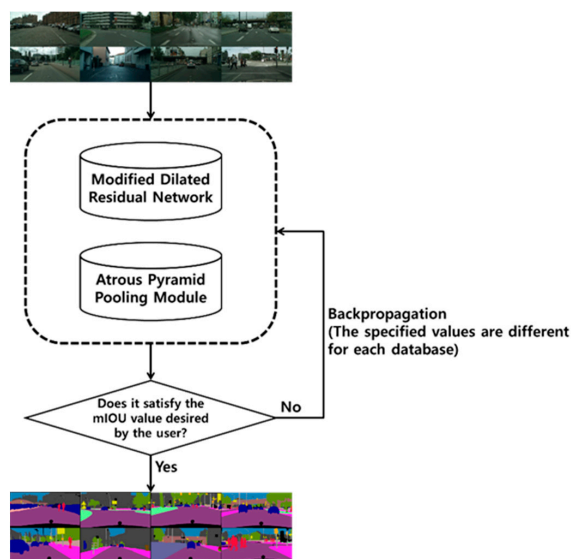 Modified Dilated
Residual Network
Atrous Pyramid
Pooling Module
Backpropagation
(The specified values are different
for each database)
Does it satisfy the
mIOU value desired
by the user?
No
Yes